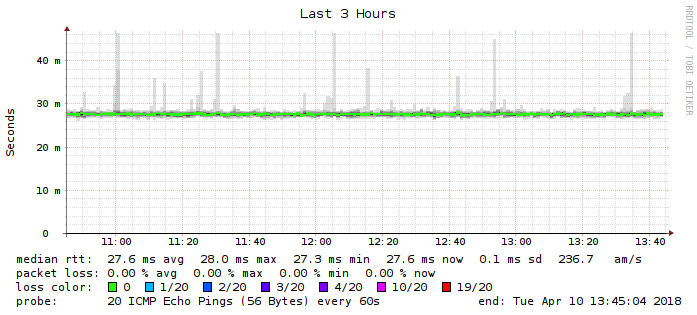 Last 3 Hours
RRDTOOL / TOBI OETIKER
Seconds
40 m
30 m
20 m
10 m
0
11:00 11:20 11:40 12:00 12:20 12:40 13:00 13:20 13:40
median rtt: 27.6 ms avg 28.0 ms max 27.3 ms min 27.6 ms now 0.1 ms sd 236.7 am/s
packet loss: 0.00 % avg 0.00 % max 0.00 % min 0.00 % now
loss color: 0 1/20 2/20 3/20 4/20 10/20 19/20
probe: 20 ICMP Echo Pings (56 Bytes) every 60s end: Tue Apr 10 13:45:04 2018